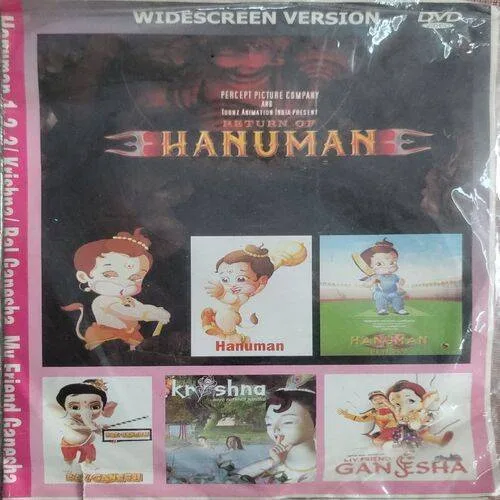 WIDESCREEN VERSION
DVD
VIDEO
PERCEPT PICTURE COMPANY
AND
TOONZ ANIMATION INDIA PRESENT
RETURN OF
HANUMAN
Hanuman 1, 2, 3/ Krishna/ Bal Ganesha My Friend Ganesha
Hanuman
HANUMAN
krishna
MY FRIEND
GANESHA